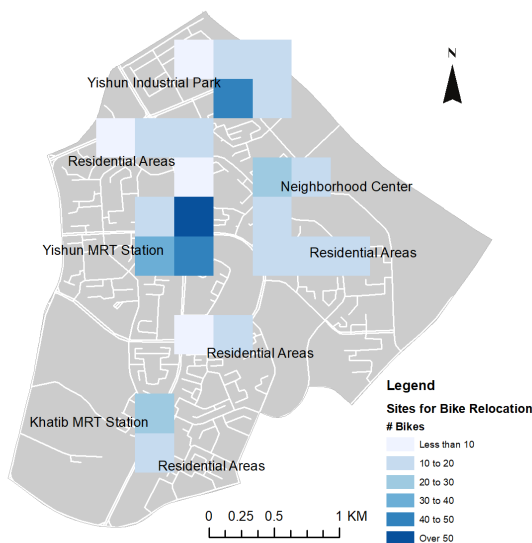 N
Yishun Industrial Park
Residential Areas
Neighborhood Center
Yishun MRT Station
Residential Areas
Residential Areas
Khatib MRT Station
Residential Areas
Legend
Sites for Bike Relocation
# Bikes
Less than 10
10 to 20
20 to 30
30 to 40
40 to 50
Over 50
0 0.25 0.5 1 KM